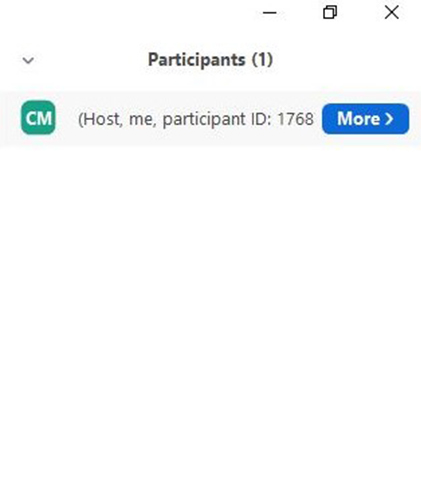 Participants (1)
CM (Host, me, participant ID: 1768 More >